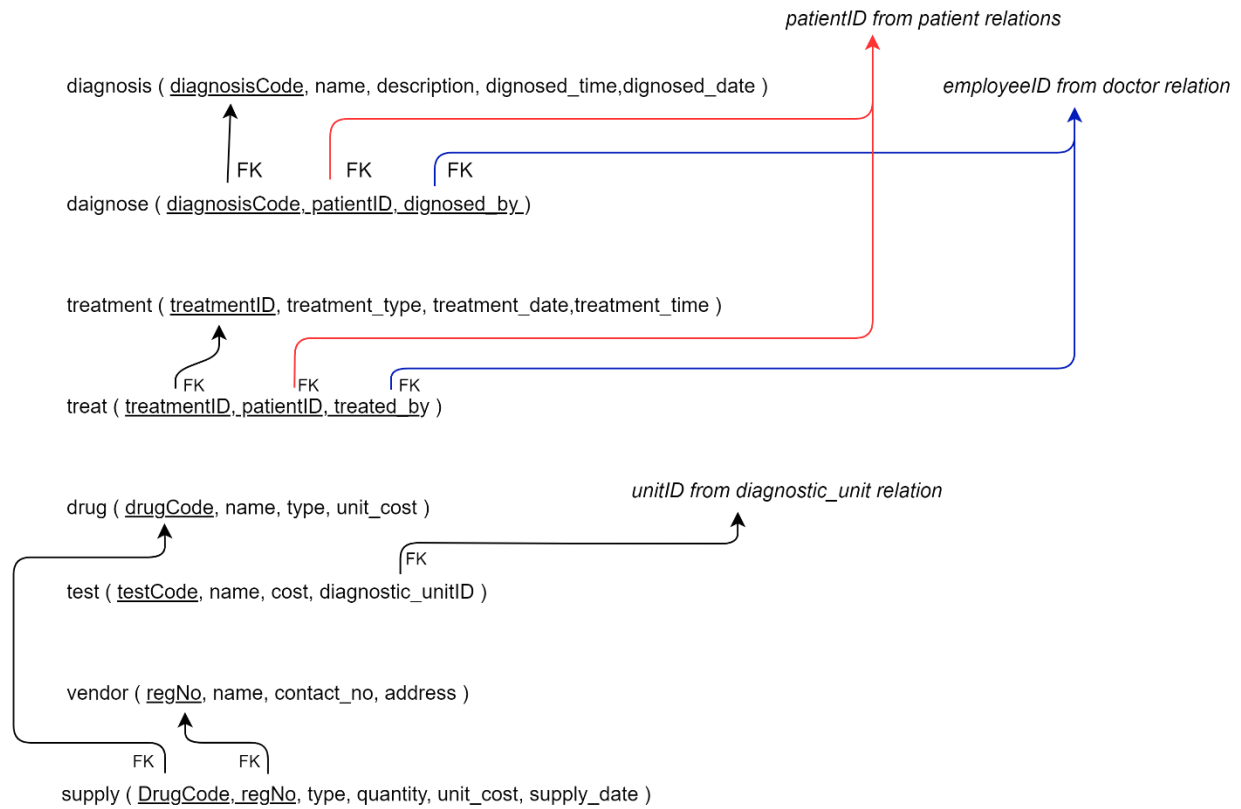 patientID from patient relations
diagnosis ( diagnosisCode, name, description, dignosed_time,dignosed_date )
employeeID from doctor relation
FK FK FK
daignose ( diagnosisCode, patientID, dignosed_by )
treatment ( treatmentID, treatment_type, treatment_date,treatment_time )
FK FK FK
treat ( treatmentID, patientID, treated_by )
unitID from diagnostic_unit relation
drug ( drugCode, name, type, unit_cost )
FK
test ( testCode, name, cost, diagnostic_unitID )
vendor ( regNo, name, contact_no, address )
FK FK
supply ( DrugCode, regNo, type, quantity, unit_cost, supply_date )